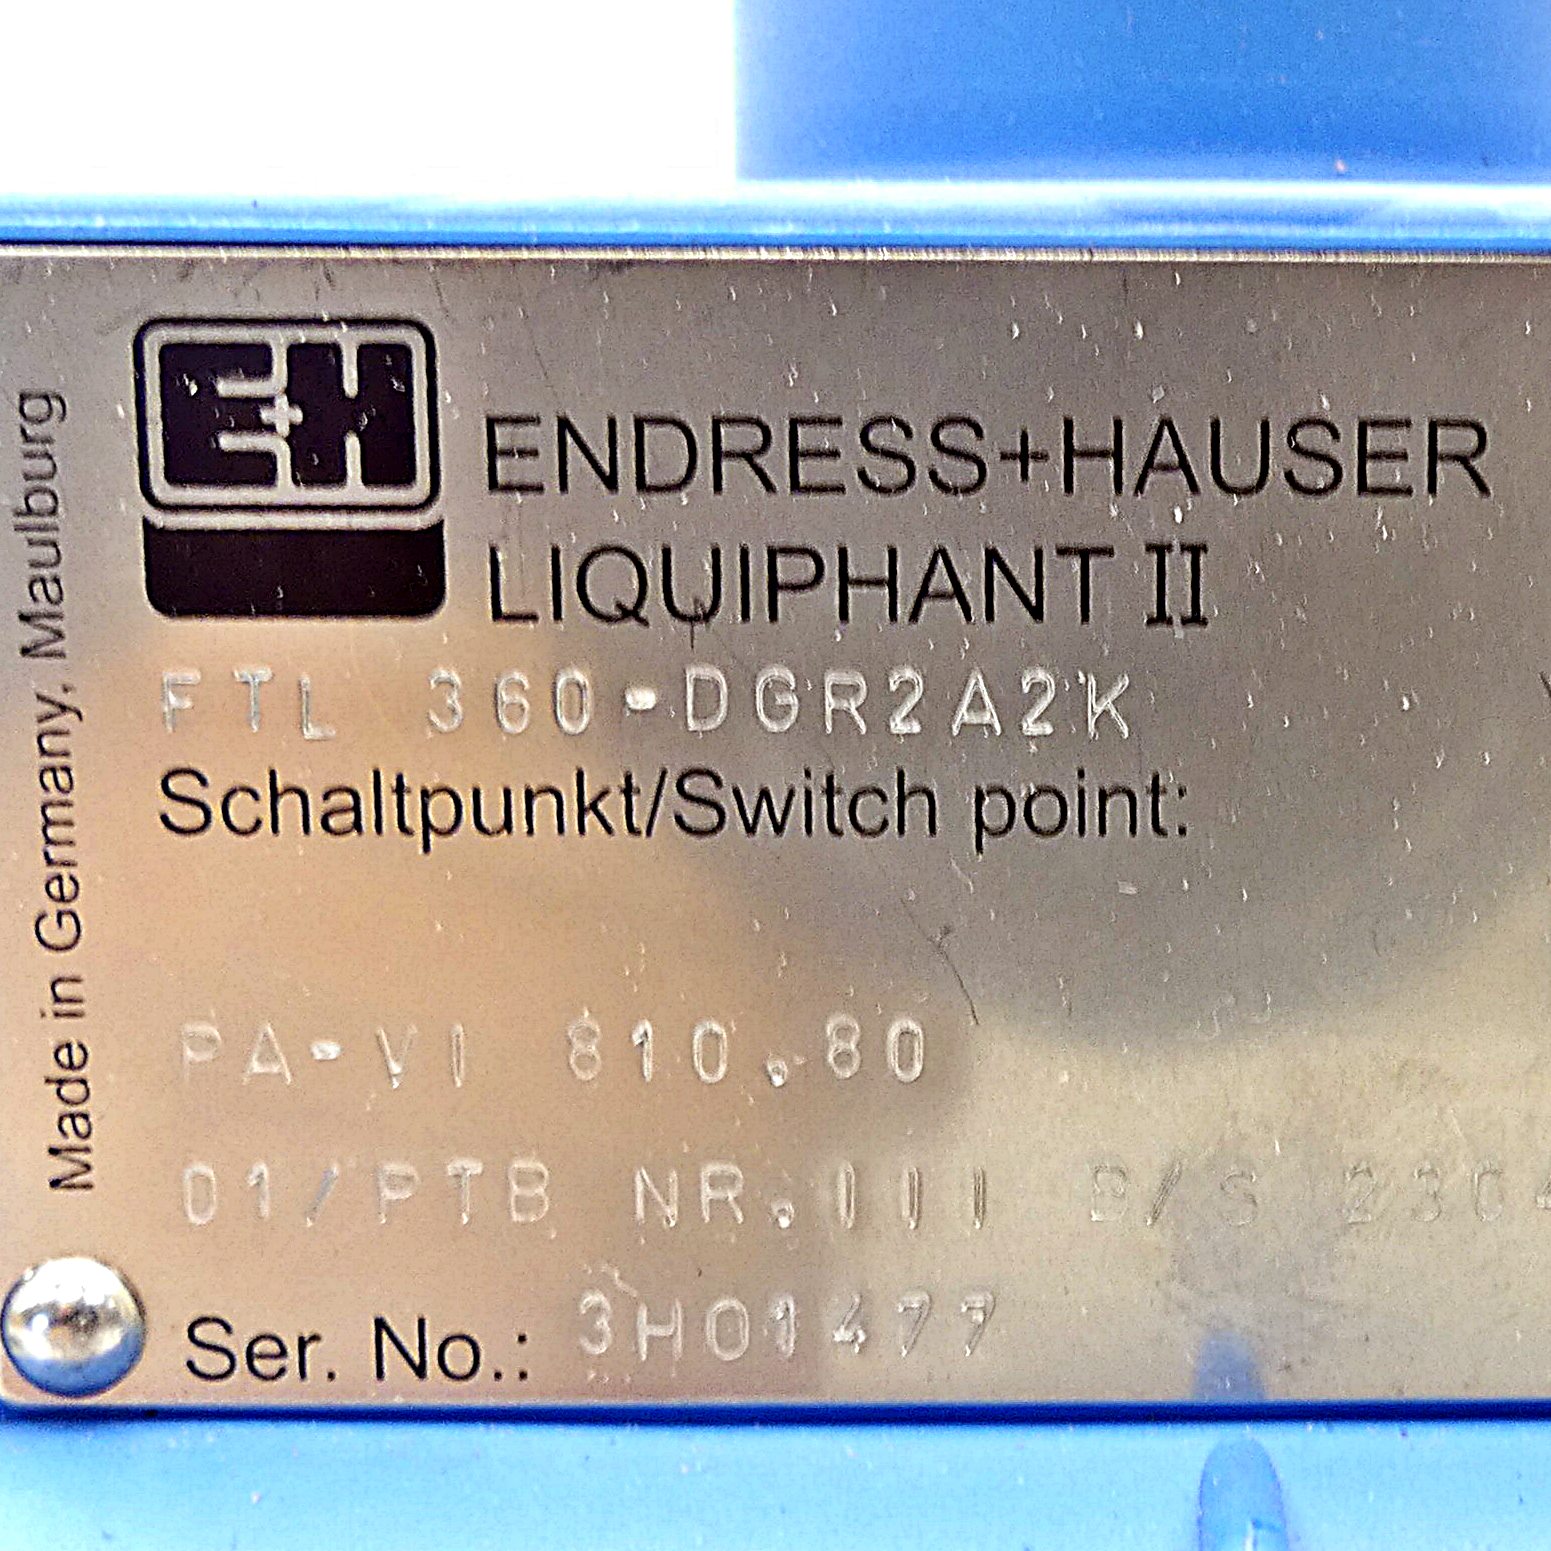 E+H
ENDRESS+HAUSER
LIQUIPHANT II
FTL 360-DGR2A2K
Schaltpunkt/Switch point:
PA-VI 810.80
01/PTB NR.III B/S 2304
Ser. No.: 3H01477
Made in Germany, Maulburg